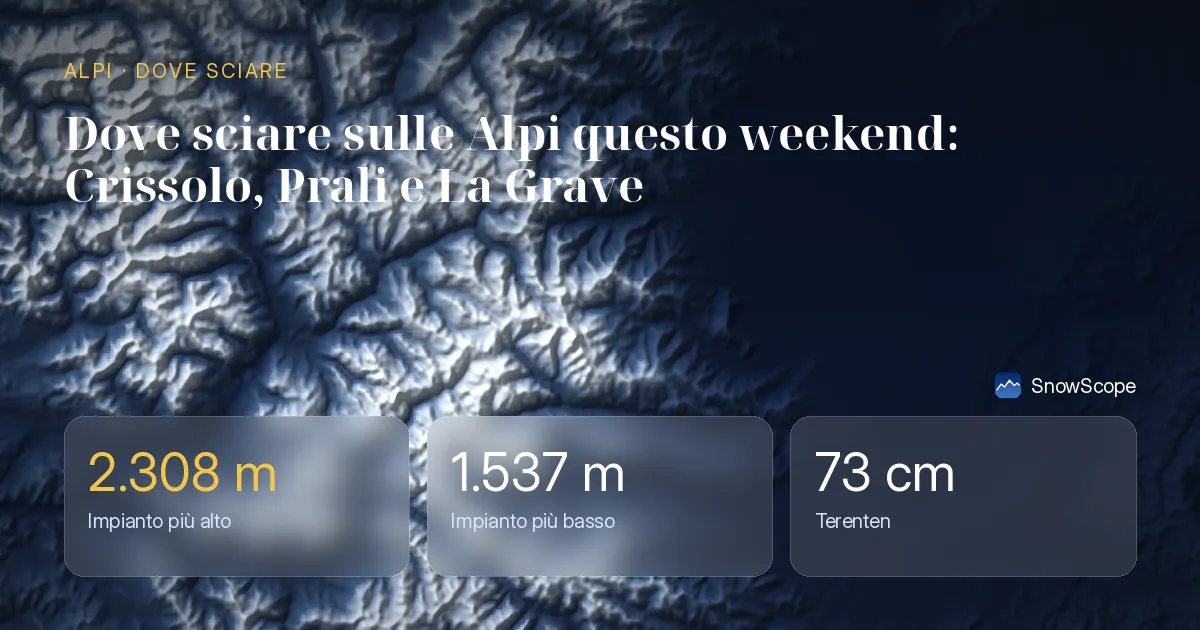 ALPI · DOVE SCIARE
Dove sciare sulle Alpi questo weekend:
Crissolo, Prali e La Grave
SnowScope
2.308 m
Impianto più alto
1.537 m
Impianto più basso
73 cm
Terenten